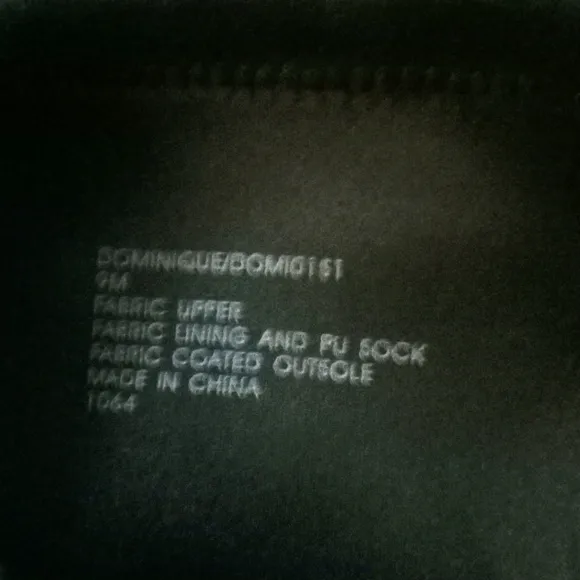 DOMINIQUE/DOMI0151
9M
FABRIC UPPER
FABRIC LINING AND PU SOCK
FABRIC COATED OUTSOLE
MADE IN CHINA
1064